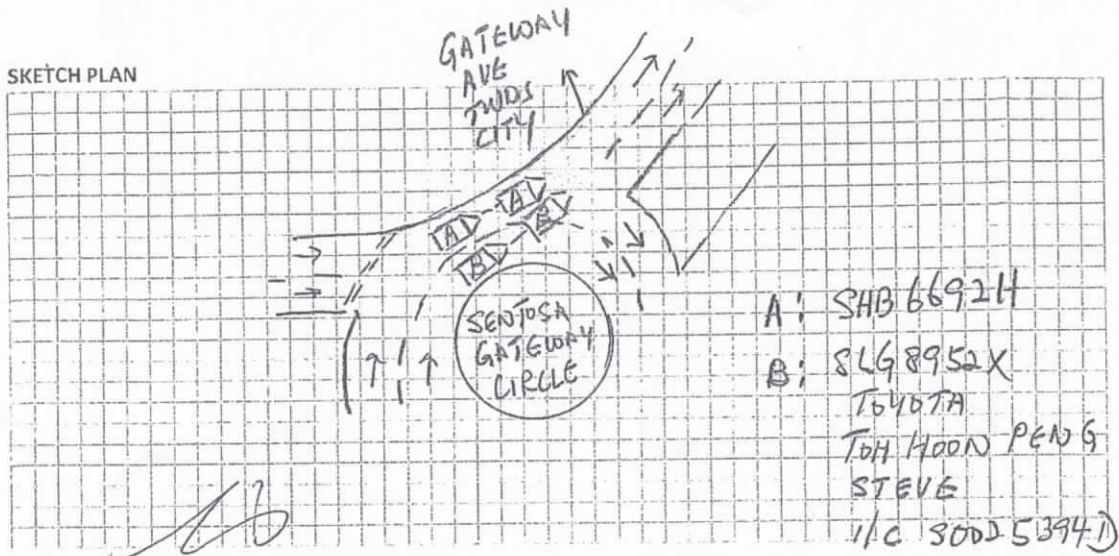 SKETCH PLAN
GATEWAY
AVE
TWDS
CITY
A
A
B
B
SENTOSA
GATEWAY
CIRCLE
A: SHB 6692H
B: SLG 8952X
TOYOTA
TOH HOON PENG
STEVE
I/C